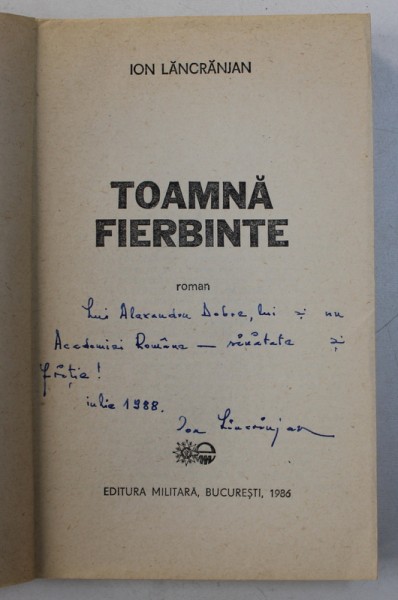 ION LĂNCRĂNJAN
TOAMNĂ
FIERBINTE
roman
Lui Alexandru Dobre, lui și nu
Academiei Române — sănătate și
frăție!
iulie 1988.
Ion Lăncrănjan
EDITURA MILITARĂ, BUCUREȘTI, 1986